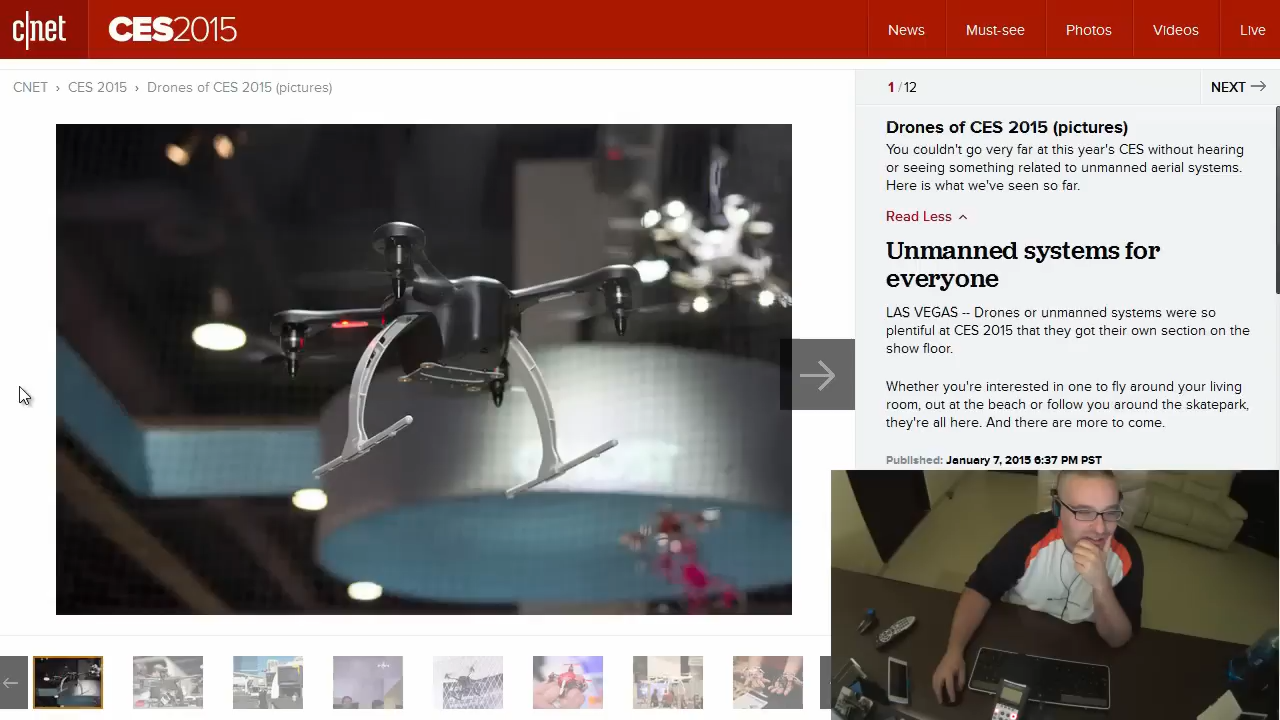 c|net CES2015 News Must-see Photos Videos Live
CNET › CES 2015 › Drones of CES 2015 (pictures)
1 / 12 NEXT
Drones of CES 2015 (pictures)
You couldn't go very far at this year's CES without hearing
or seeing something related to unmanned aerial systems.
Here is what we've seen so far.
Read Less
Unmanned systems for
everyone
LAS VEGAS -- Drones or unmanned systems were so
plentiful at CES 2015 that they got their own section on the
show floor.
Whether you're interested in one to fly around your living
room, out at the beach or follow you around the skatepark,
they're all here. And there are more to come.
Published: January 7, 2015 6:37 PM PST